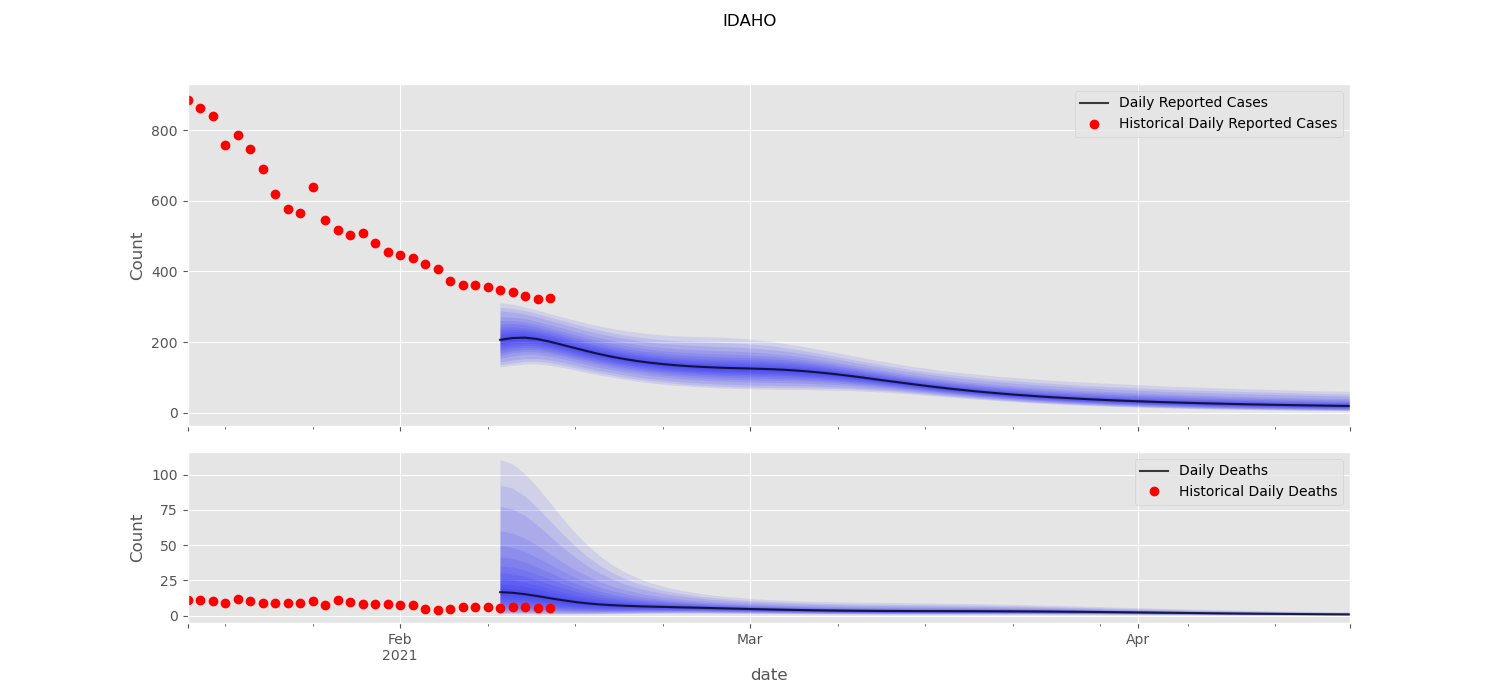 IDAHO
Daily Reported Cases
Historical Daily Reported Cases
800
600
400
200
0
Count
Daily Deaths
Historical Daily Deaths
100
75
50
25
0
Count
Feb
2021
Mar
Apr
date